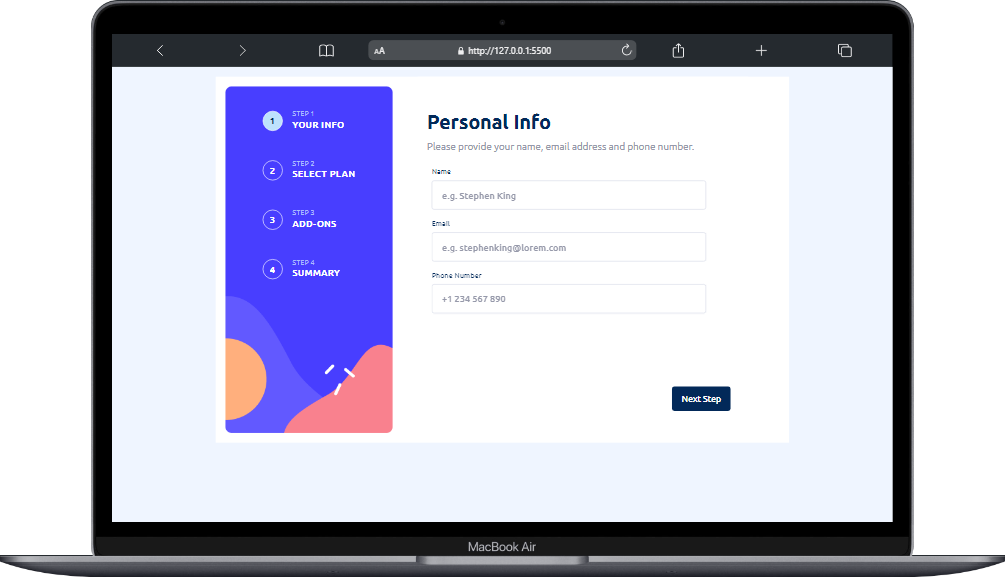 AA
http://127.0.0.1:5500
1
STEP 1
YOUR INFO
2
STEP 2
SELECT PLAN
3
STEP 3
ADD-ONS
4
STEP 4
SUMMARY
Personal Info
Please provide your name, email address and phone number.
Name
e.g. Stephen King
Email
e.g. stephenking@lorem.com
Phone Number
+1 234 567 890
Next Step
MacBook Air